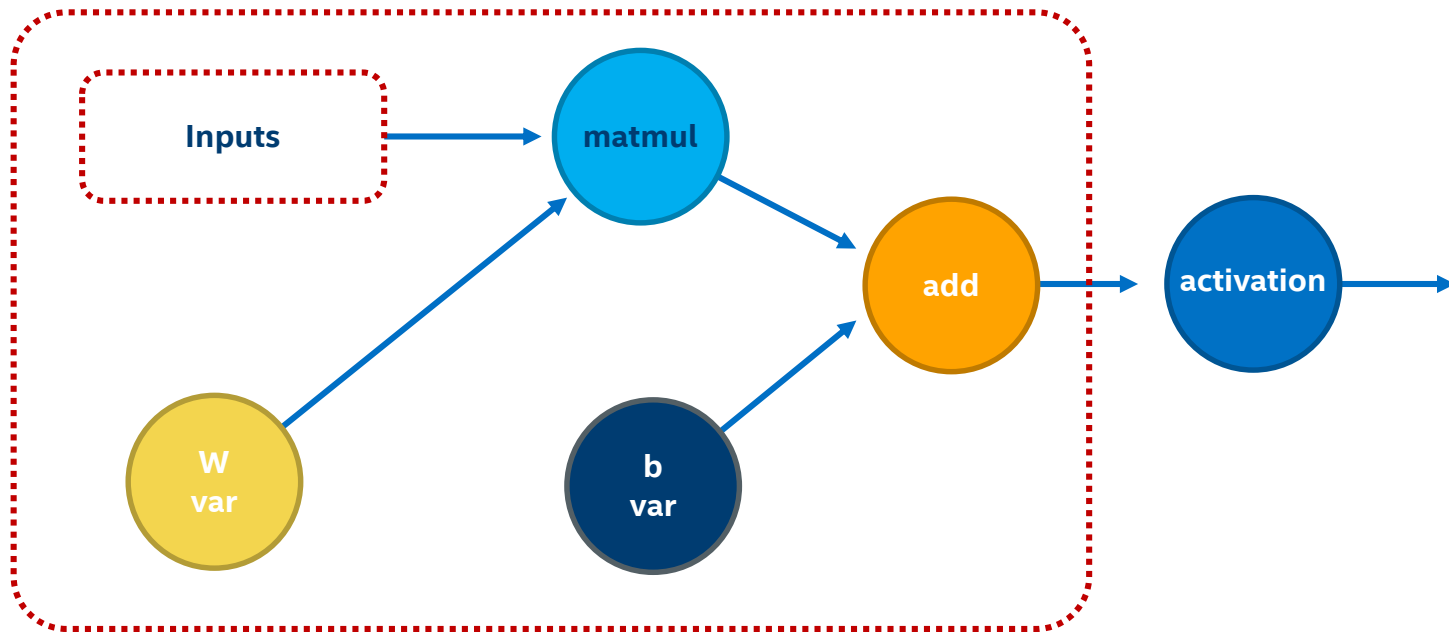 Inputs
matmul
add
activation
W
var
b
var